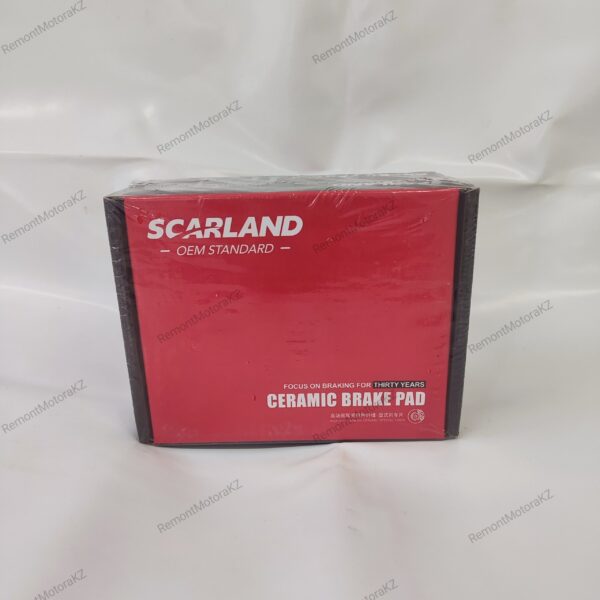 SCARLAND
— OEM STANDARD —
FOCUS ON BRAKING FOR THIRTY YEARS
CERAMIC BRAKE PAD
RemontMotoraKZ